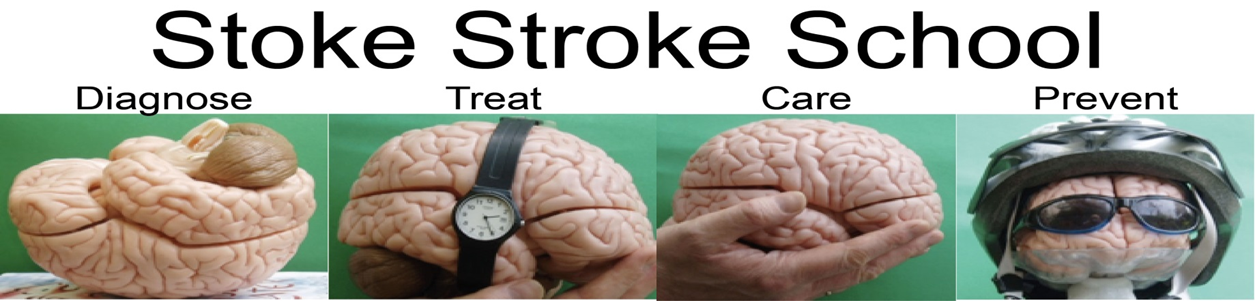 Stoke Stroke School
Diagnose Treat Care Prevent